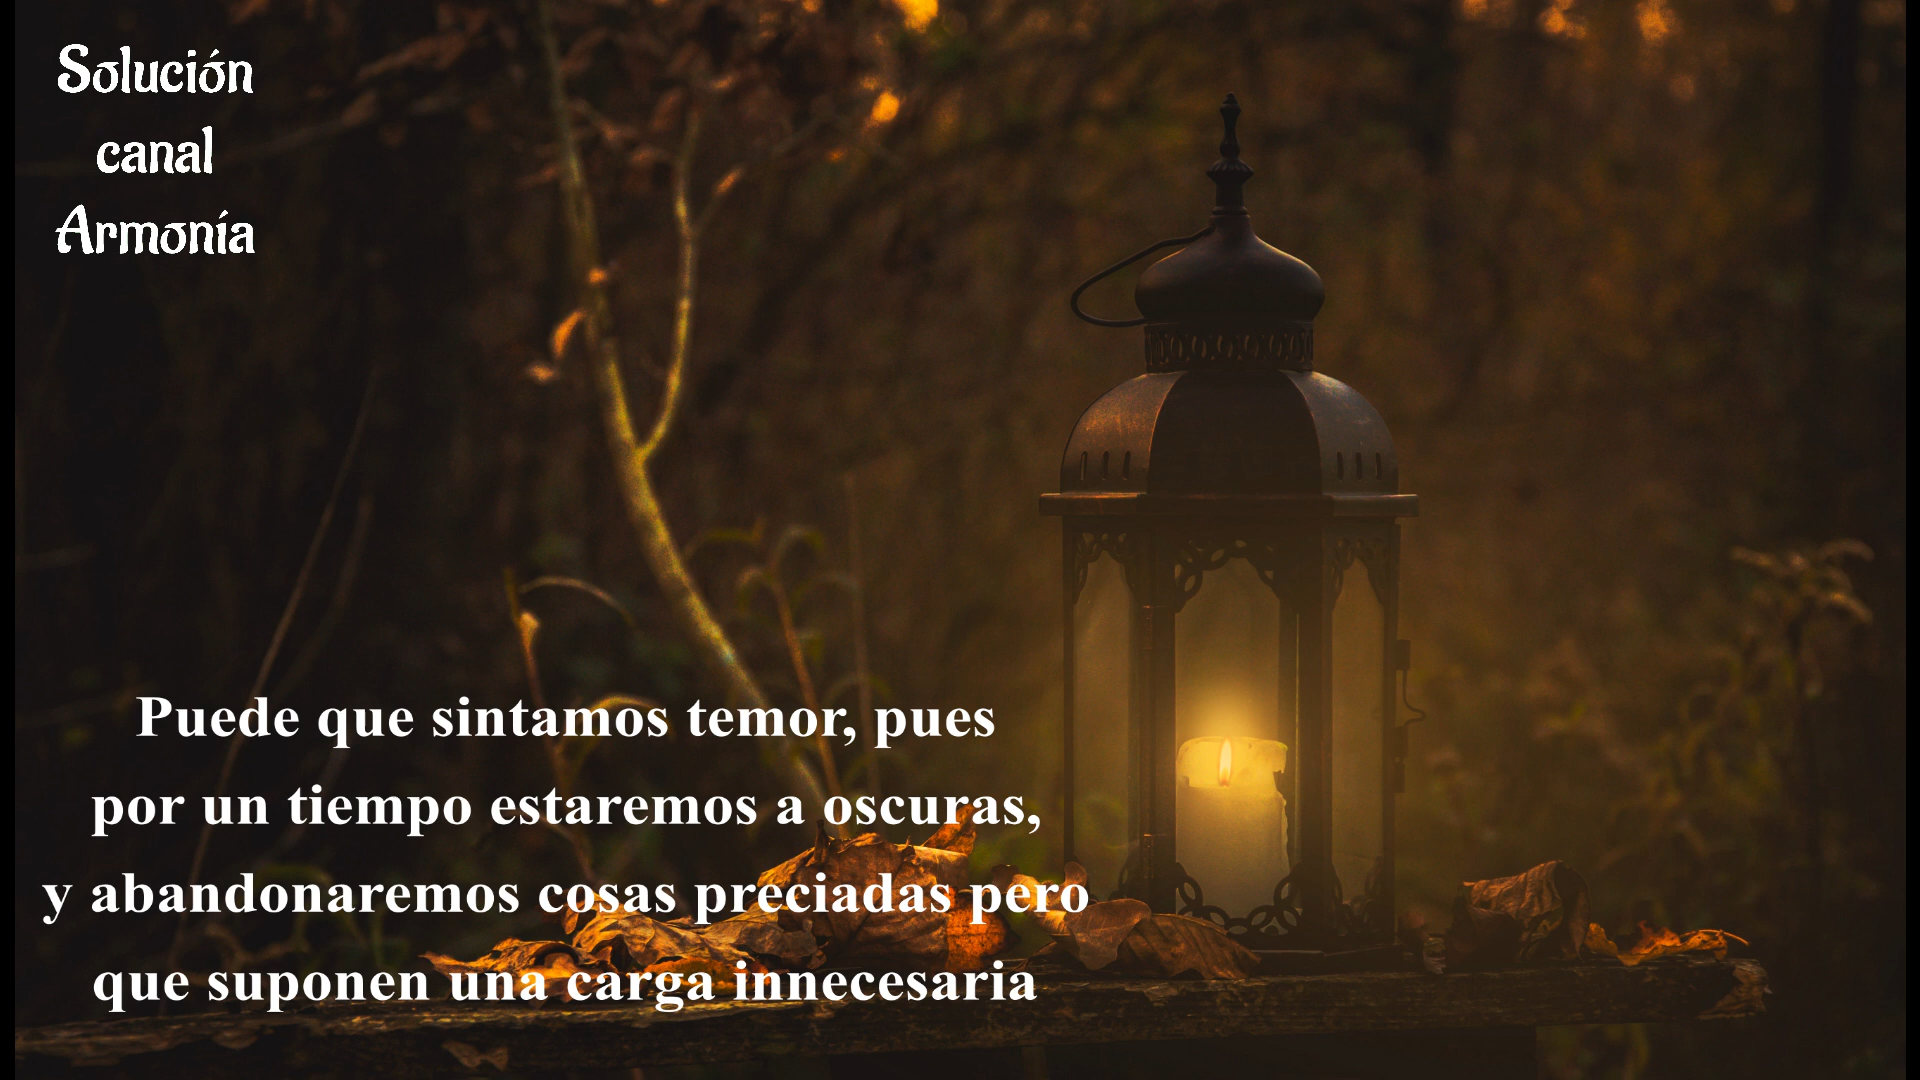 Solución
canal
Armonía
Puede que sintamos temor, pues
por un tiempo estaremos a oscuras,
y abandonaremos cosas preciadas pero
que suponen una carga innecesaria